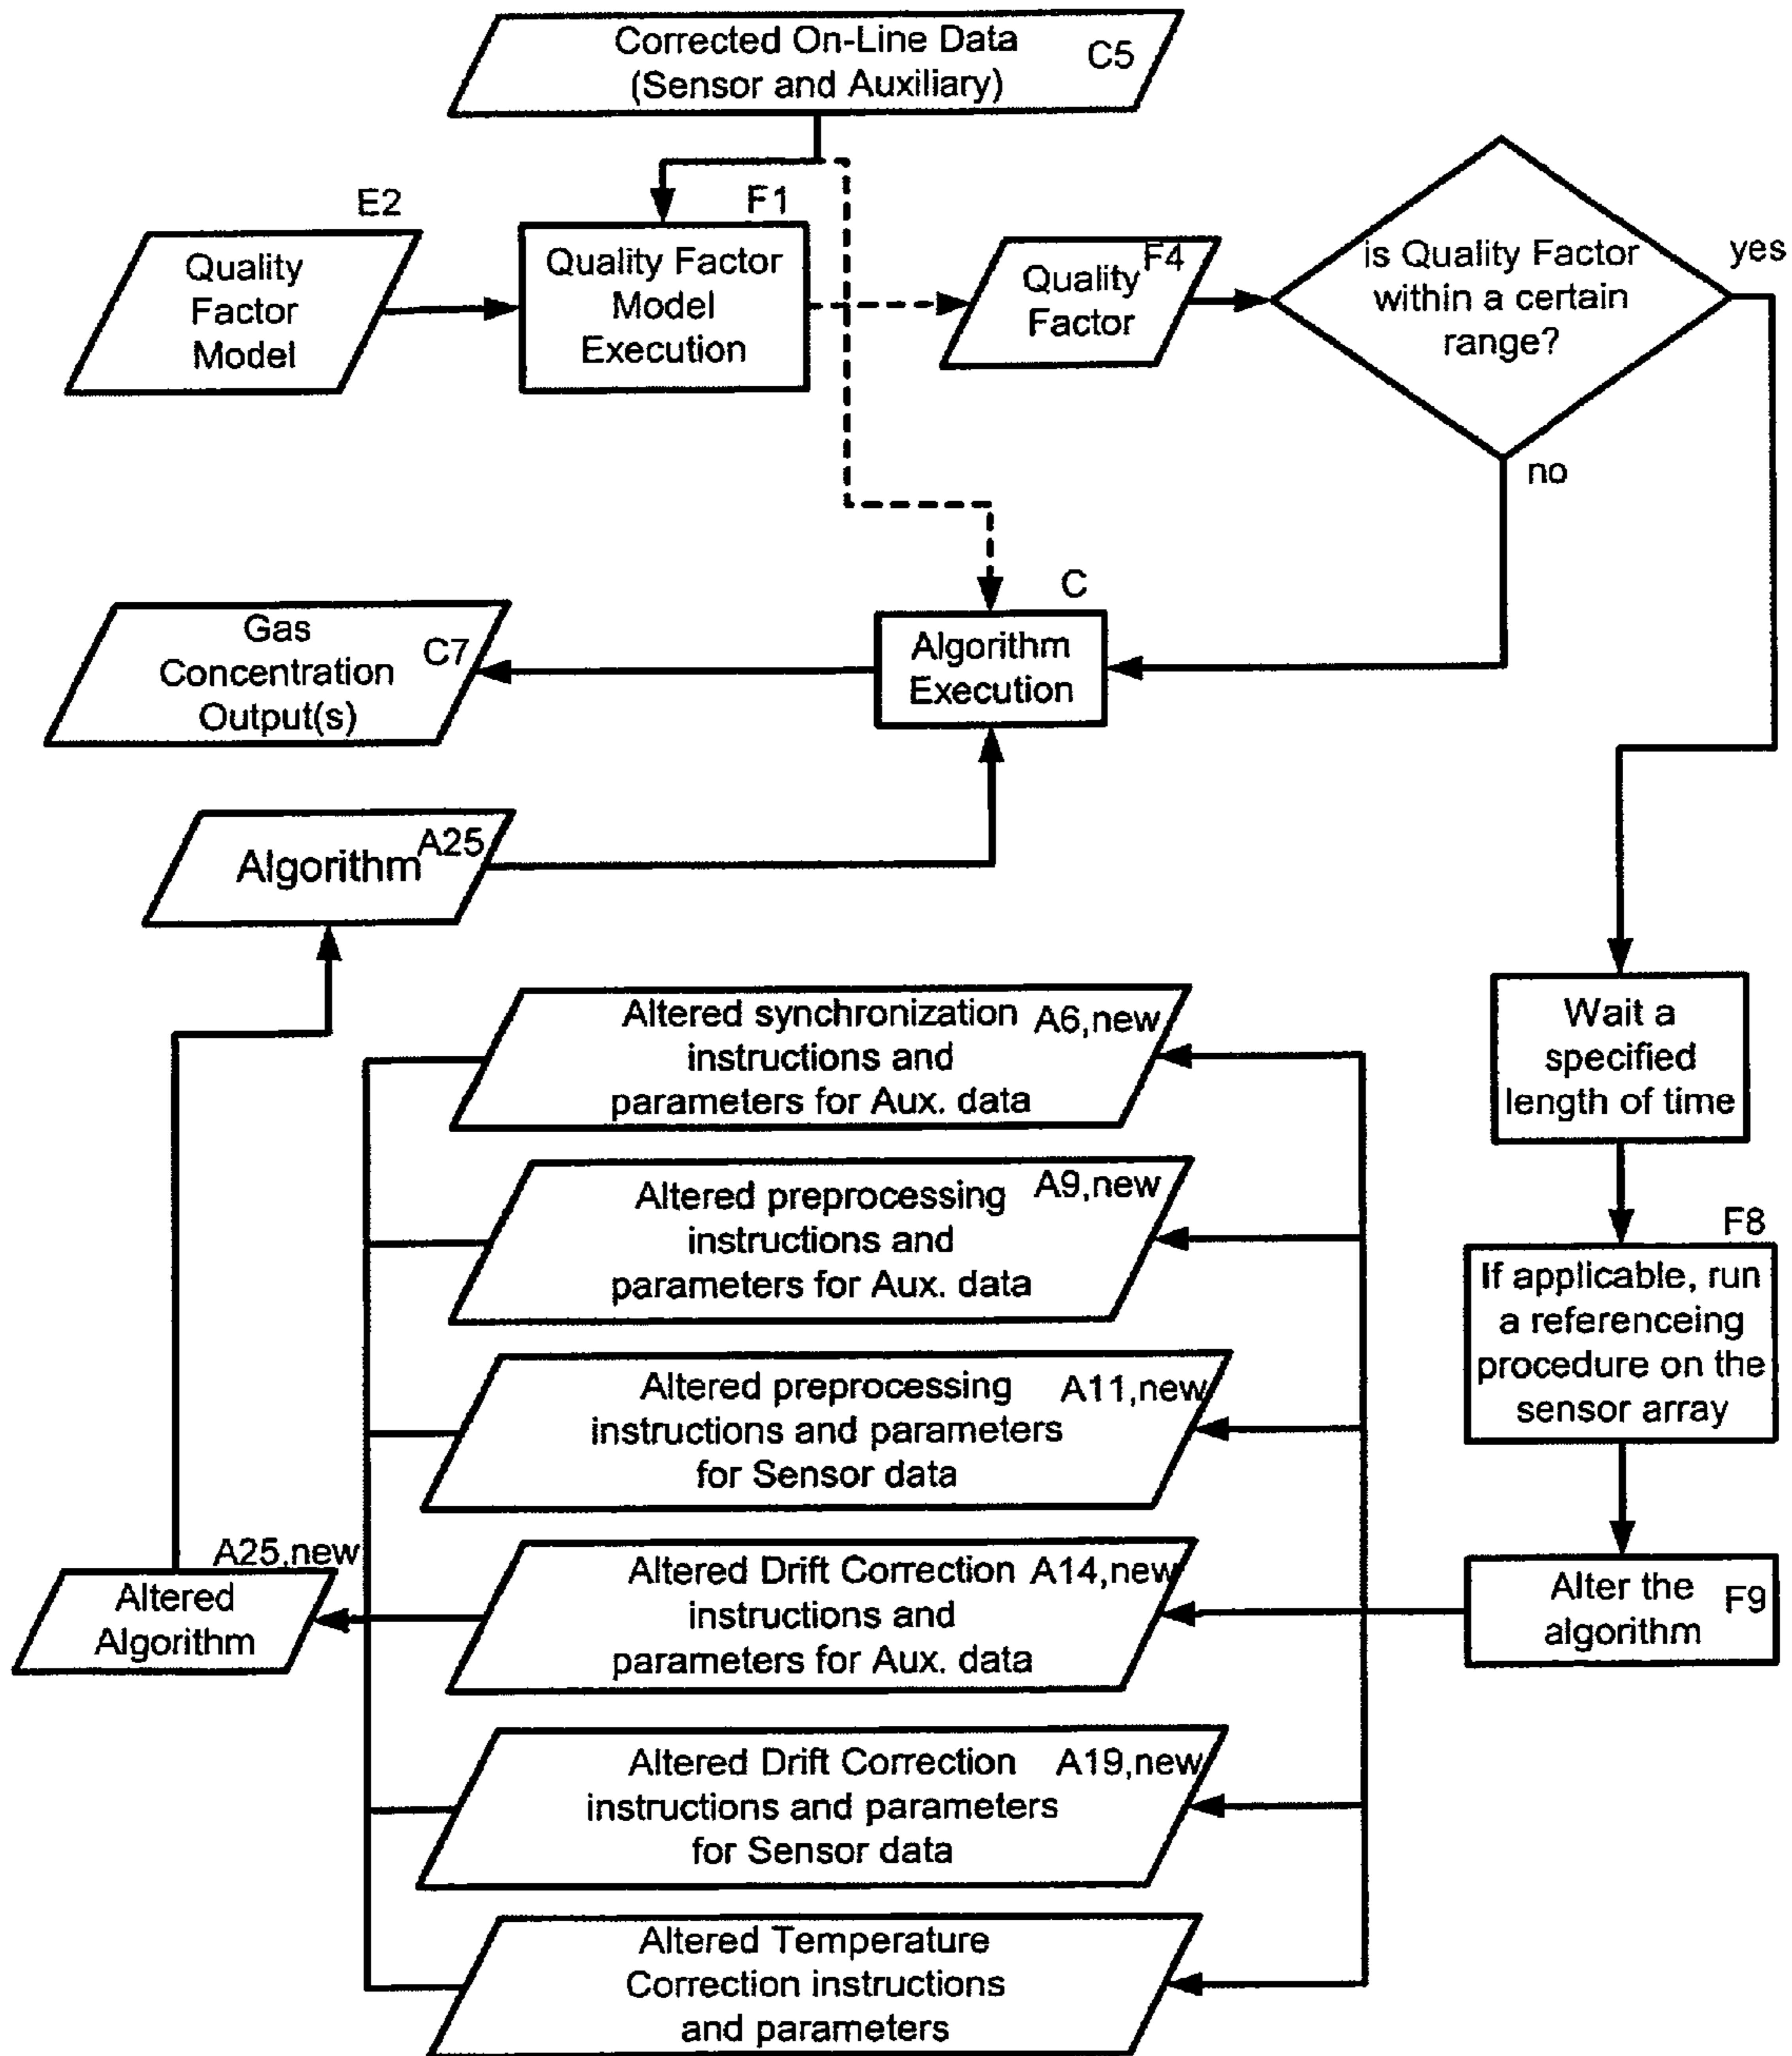 Corrected On-Line Data
(Sensor and Auxiliary)
C5
E2
Quality
Factor
Model
F1
Quality Factor
Model
Execution
F4
Quality
Factor
is Quality Factor
within a certain
range?
yes
no
C
Algorithm
Execution
Gas
Concentration
Output(s)
C7
Algorithm
A25
Wait a
specified
length of time
F8
If applicable, run
a referenceing
procedure on the
sensor array
Alter the
algorithm
F9
Altered synchronization
instructions and
parameters for Aux. data
A6,new
Altered preprocessing
instructions and
parameters for Aux. data
A9,new
Altered preprocessing
instructions and parameters
for Sensor data
A11,new
Altered Drift Correction
instructions and
parameters for Aux. data
A14,new
Altered Drift Correction
instructions and parameters
for Sensor data
A19,new
Altered Temperature
Correction instructions
and parameters
A25,new
Altered
Algorithm